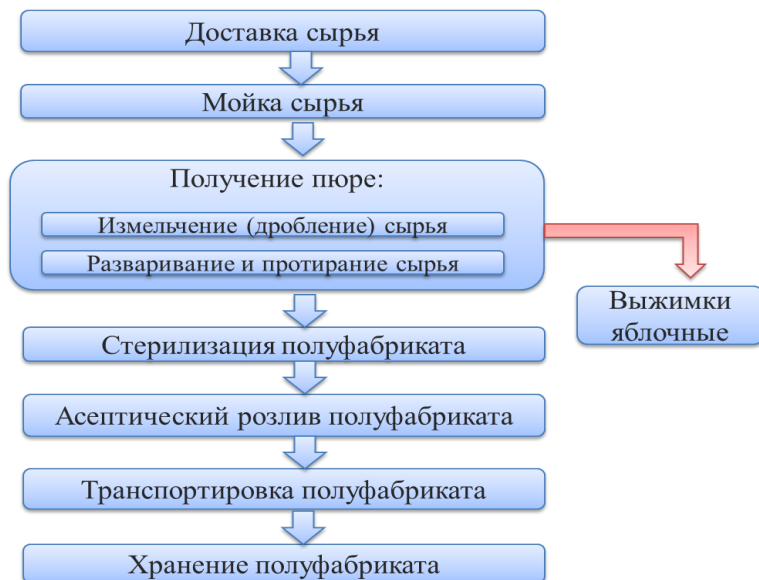 Доставка сырья
Мойка сырья
Получение пюре:
Измельчение (дробление) сырья
Разваривание и протирание сырья
Выжимки
яблочные
Стерилизация полуфабриката
Асептический розлив полуфабриката
Транспортировка полуфабриката
Хранение полуфабриката